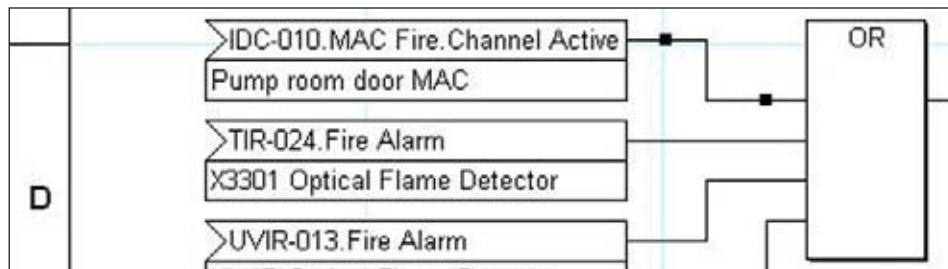 >IDC-010.MAC Fire.Channel Active
Pump room door MAC
OR
>TIR-024.Fire Alarm
X3301 Optical Flame Detector
D
>UVIR-013.Fire Alarm